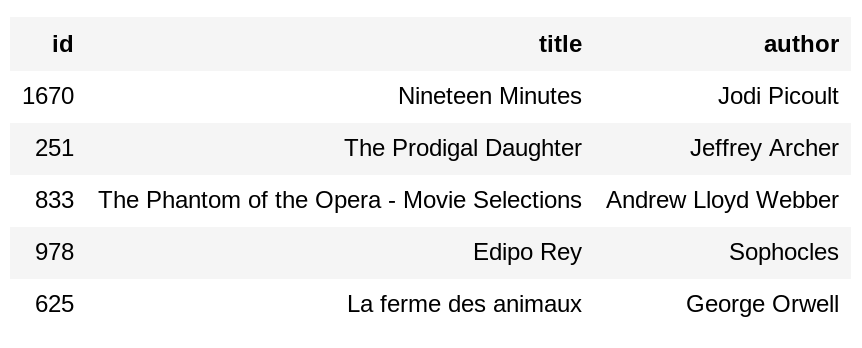 id title author
1670 Nineteen Minutes Jodi Picoult
251 The Prodigal Daughter Jeffrey Archer
833 The Phantom of the Opera - Movie Selections Andrew Lloyd Webber
978 Edipo Rey Sophocles
625 La ferme des animaux George Orwell